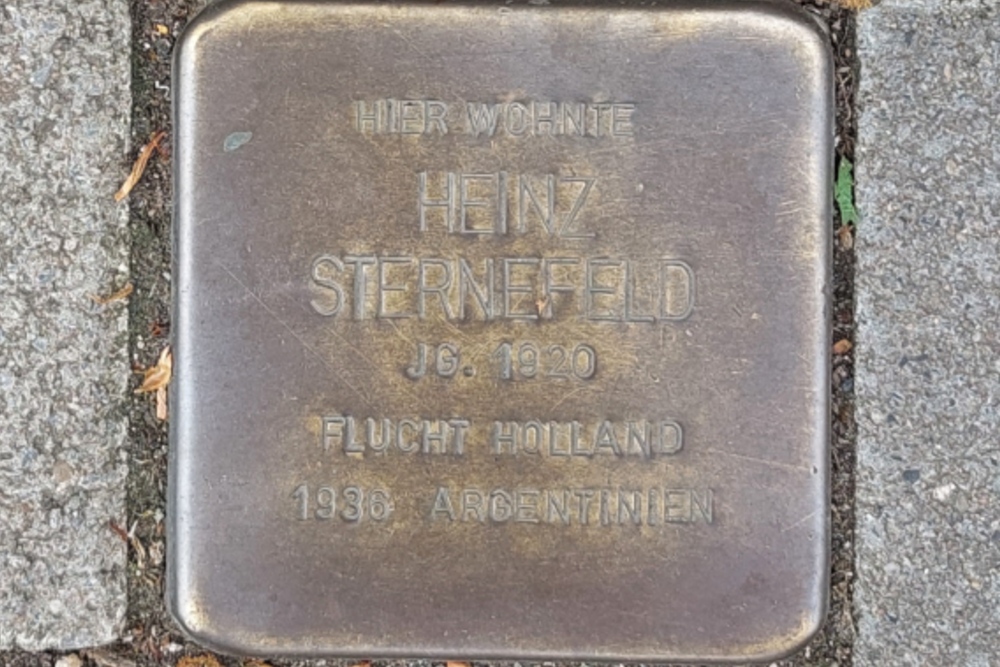 HIER WOHNTE
HEINZ
STERNEFELD
JG. 1920
FLUCHT HOLLAND
1936 ARGENTINIEN